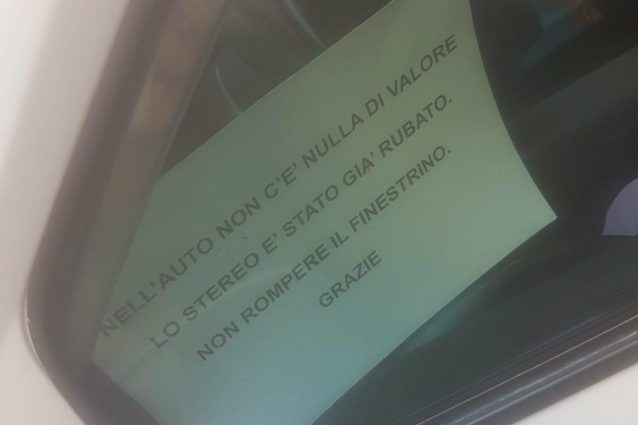 NELL'AUTO NON C'E' NULLA DI VALORE
LO STEREO E' STATO GIA' RUBATO.
NON ROMPERE IL FINESTRINO.
GRAZIE